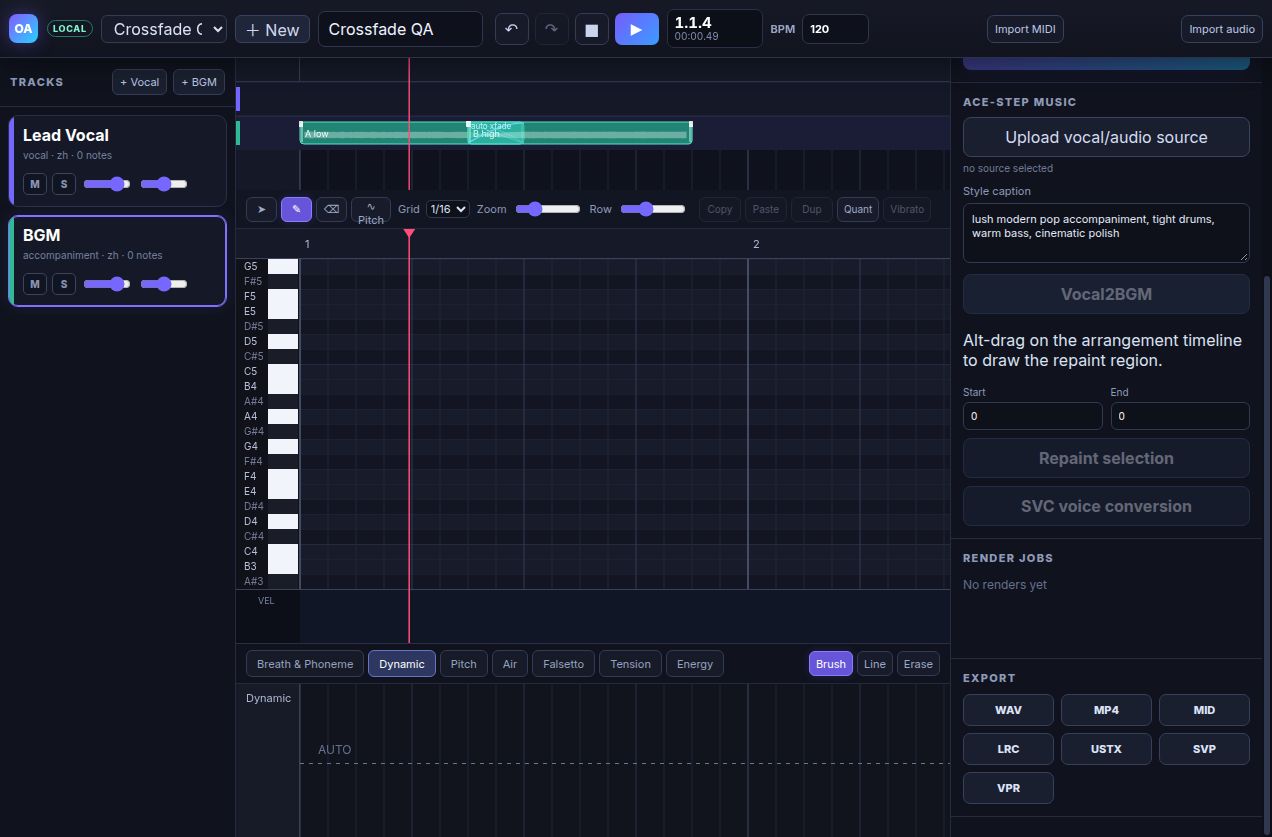 OA
LOCAL
Crossfade
+ New
Crossfade QA
↶
↷
1.1.4
00:00.49
BPM
120
Import MIDI
Import audio
TRACKS
+ Vocal
+ BGM
Lead Vocal
vocal · zh · 0 notes
M
S
BGM
accompaniment · zh · 0 notes
M
S
A low
auto xfade
B high
∿
Pitch
Grid
1/16
Zoom
Row
Copy
Paste
Dup
Quant
Vibrato
1
2
G5
F#5
F5
E5
D#5
D5
C#5
C5
B4
A#4
A4
G#4
G4
F#4
F4
E4
D#4
D4
C#4
C4
B3
A#3
VEL
Breath & Phoneme
Dynamic
Pitch
Air
Falsetto
Tension
Energy
Brush
Line
Erase
Dynamic
AUTO
ACE-STEP MUSIC
Upload vocal/audio source
no source selected
Style caption
lush modern pop accompaniment, tight drums,
warm bass, cinematic polish
Vocal2BGM
Alt-drag on the arrangement timeline
to draw the repaint region.
Start
End
0
0
Repaint selection
SVC voice conversion
RENDER JOBS
No renders yet
EXPORT
WAV
MP4
MID
LRC
USTX
SVP
VPR